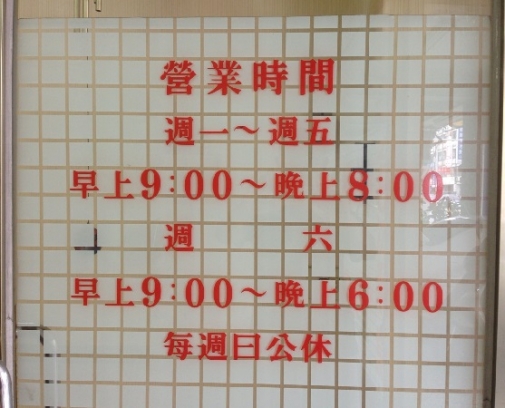 營業時間
週一～週五
早上9:00～晚上8:00
週　　六
早上9:00～晚上6:00
每週日公休